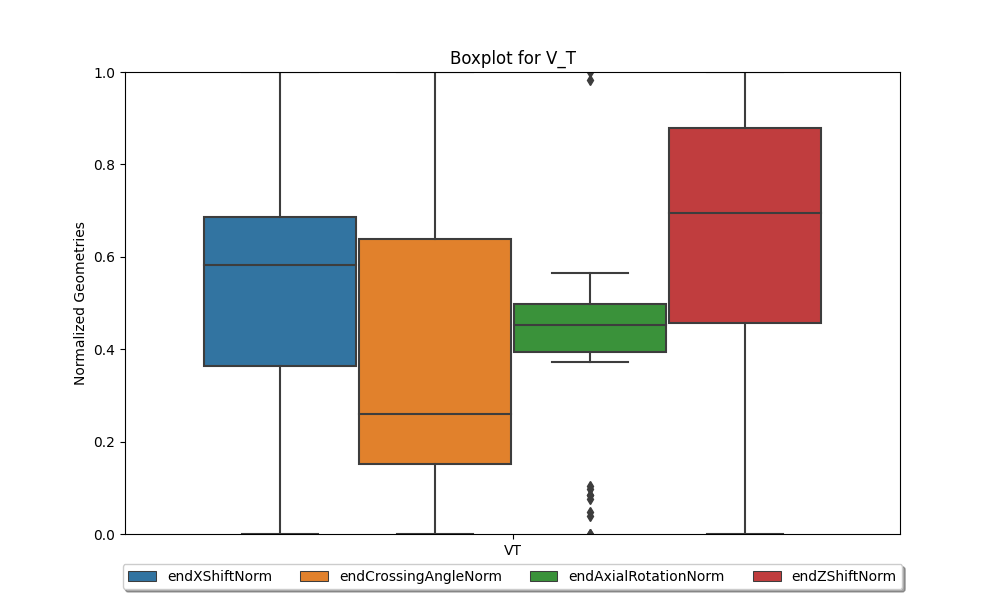 Boxplot for V_T
1.0
0.8
0.6
0.4
0.2
0.0
Normalized Geometries
VT
endXShiftNorm endCrossingAngleNorm endAxialRotationNorm endZShiftNorm